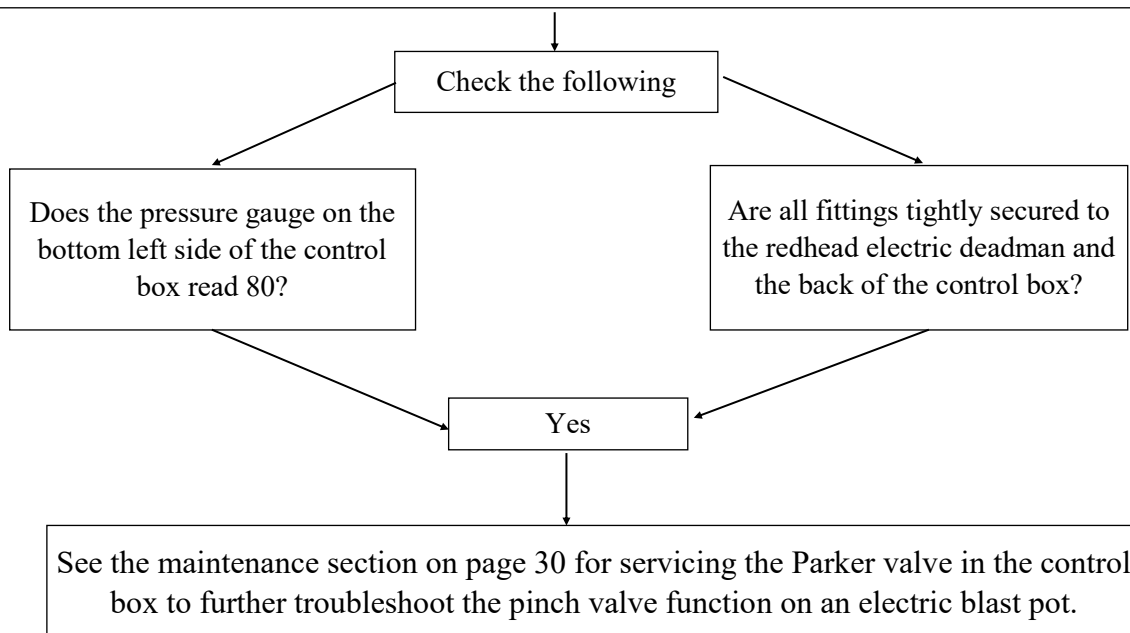 Check the following
Does the pressure gauge on the
bottom left side of the control
box read 80?
Are all fittings tightly secured to
the redhead electric deadman and
the back of the control box?
Yes
See the maintenance section on page 30 for servicing the Parker valve in the control
box to further troubleshoot the pinch valve function on an electric blast pot.